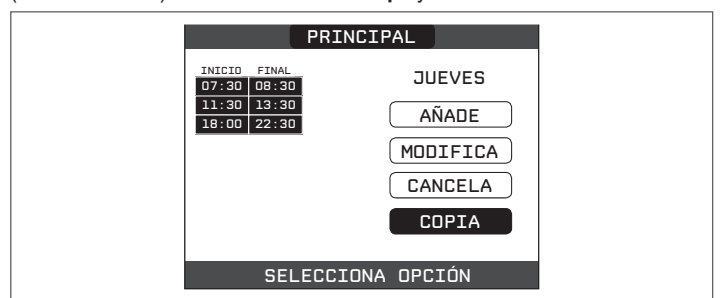 PRINCIPAL
INICIO FINAL
07:30 08:30
11:30 13:30
18:00 22:30
JUEVES
AÑADE
MODIFICA
CANCELA
COPIA
SELECCIONA OPCIÓN